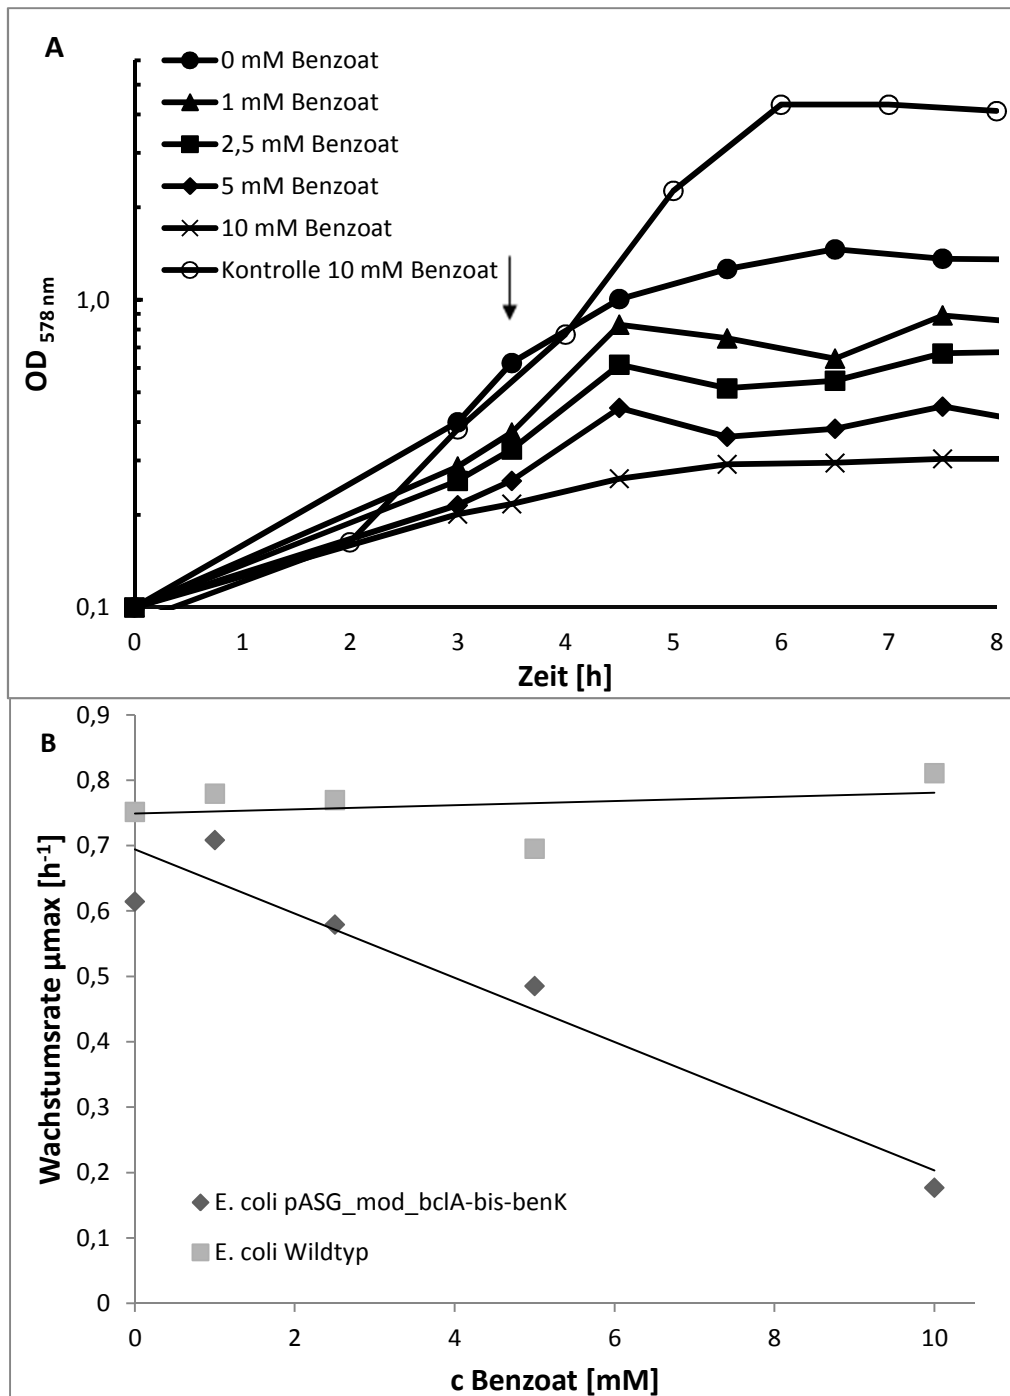 A
0 mM Benzoat
1 mM Benzoat
2,5 mM Benzoat
5 mM Benzoat
10 mM Benzoat
Kontrolle 10 mM Benzoat
OD 578 nm
1,0
0,1
0 1 2 3 4 5 6 7 8
Zeit [h]
B
Wachstumsrate µmax [h-1]
0,9
0,8
0,7
0,6
0,5
0,4
0,3
0,2
0,1
0
E. coli pASG_mod_bclA-bis-benK
E. coli Wildtyp
0 2 4 6 8 10
c Benzoat [mM]